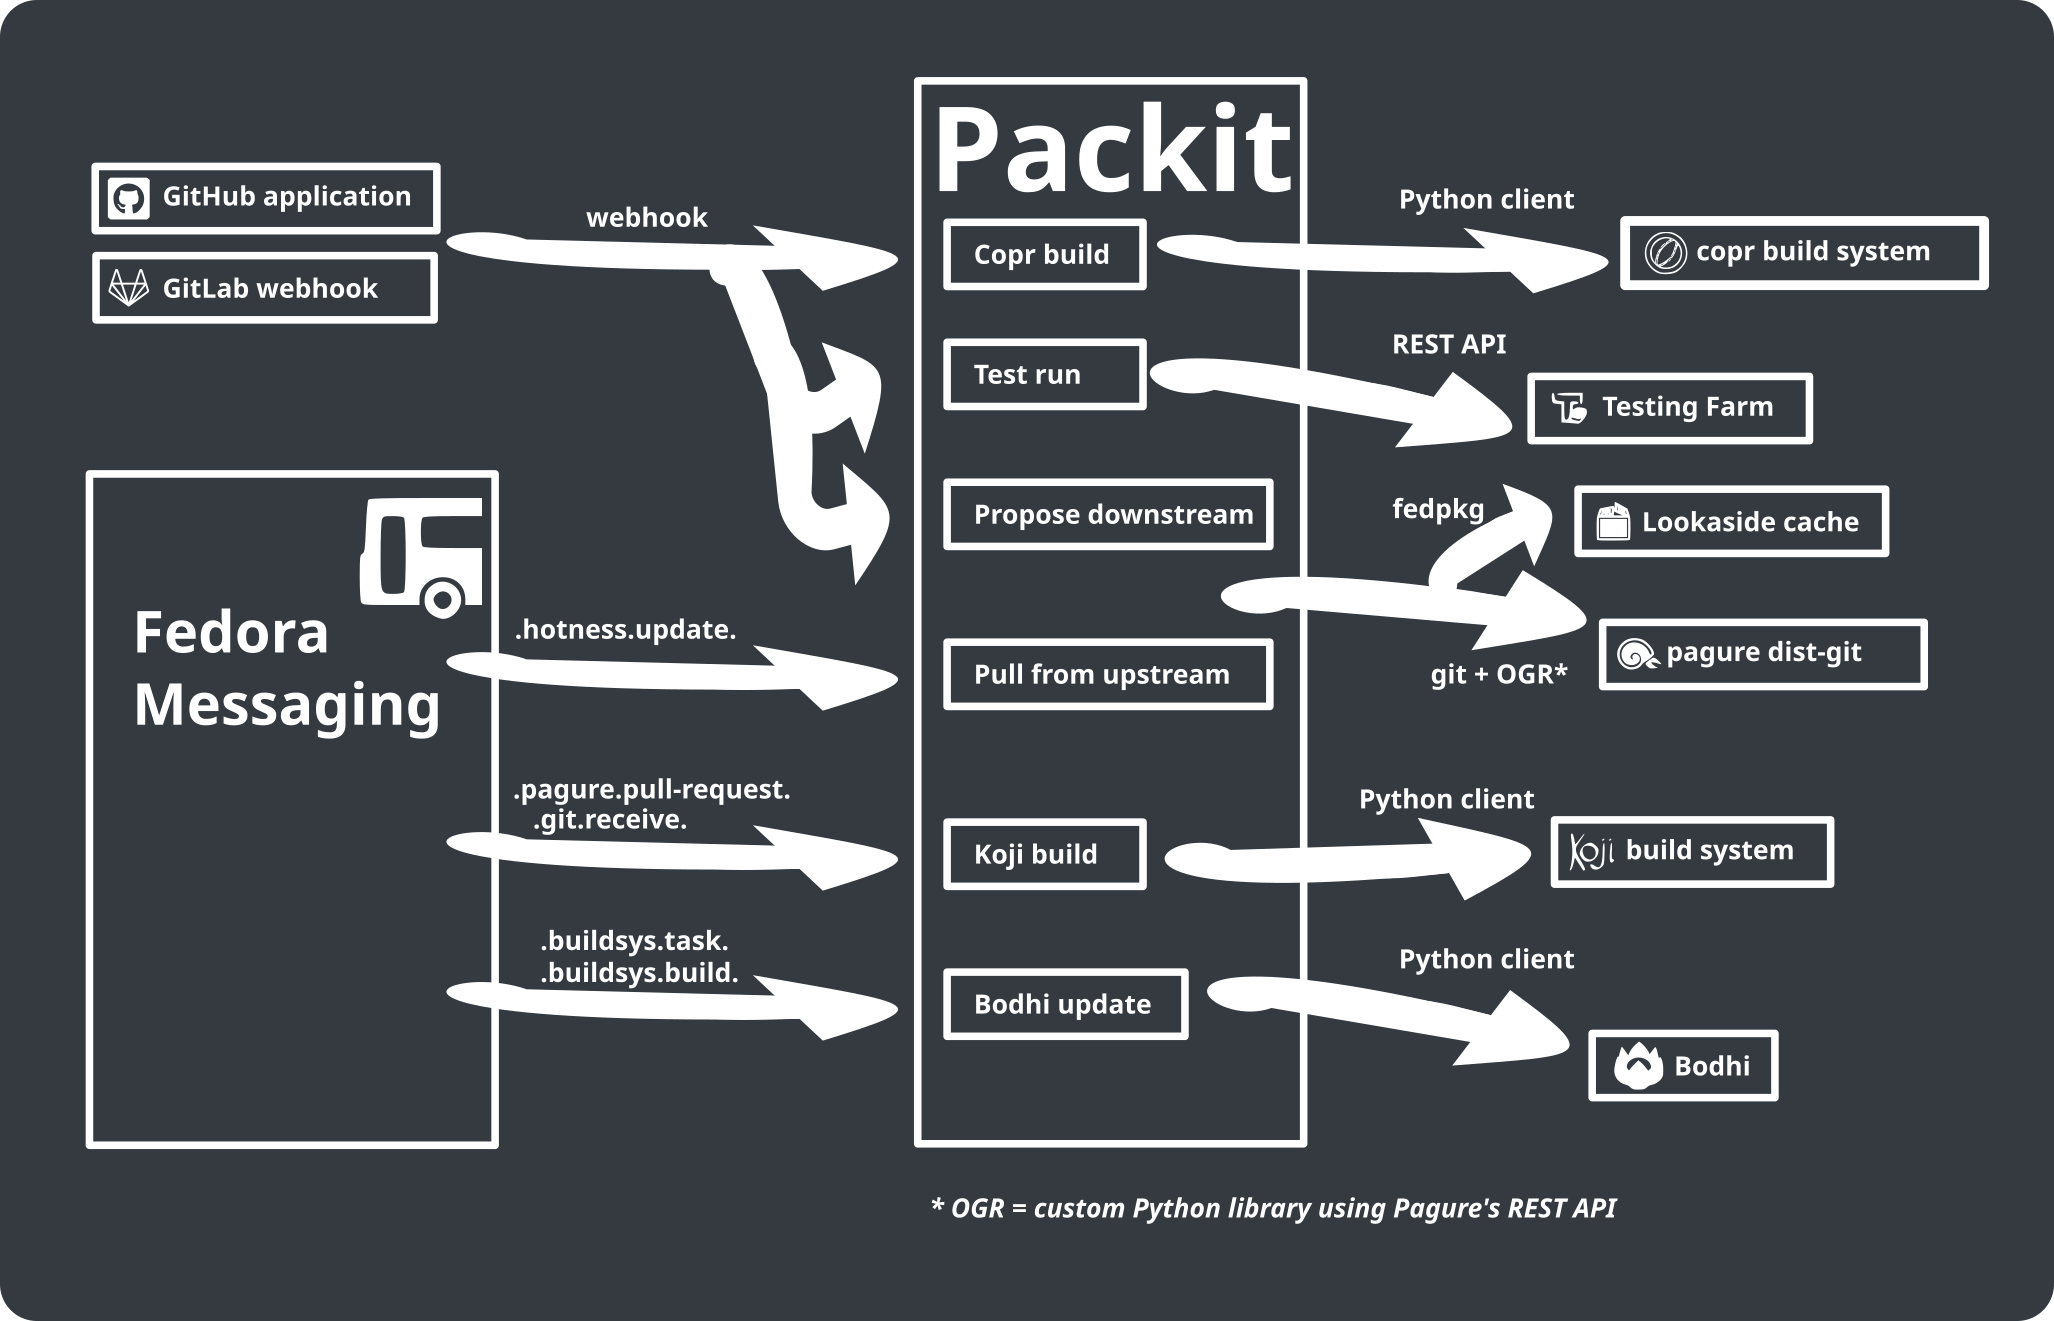 Packit
GitHub application
GitLab webhook
webhook
Fedora
Messaging
.hotness.update.
.pagure.pull-request.
.git.receive.
.buildsys.task.
.buildsys.build.
Copr build
Test run
Propose downstream
Pull from upstream
Koji build
Bodhi update
Python client
copr build system
REST API
Testing Farm
fedpkg
Lookaside cache
pagure dist-git
git + OGR*
Python client
Koji build system
Python client
Bodhi
* OGR = custom Python library using Pagure's REST API